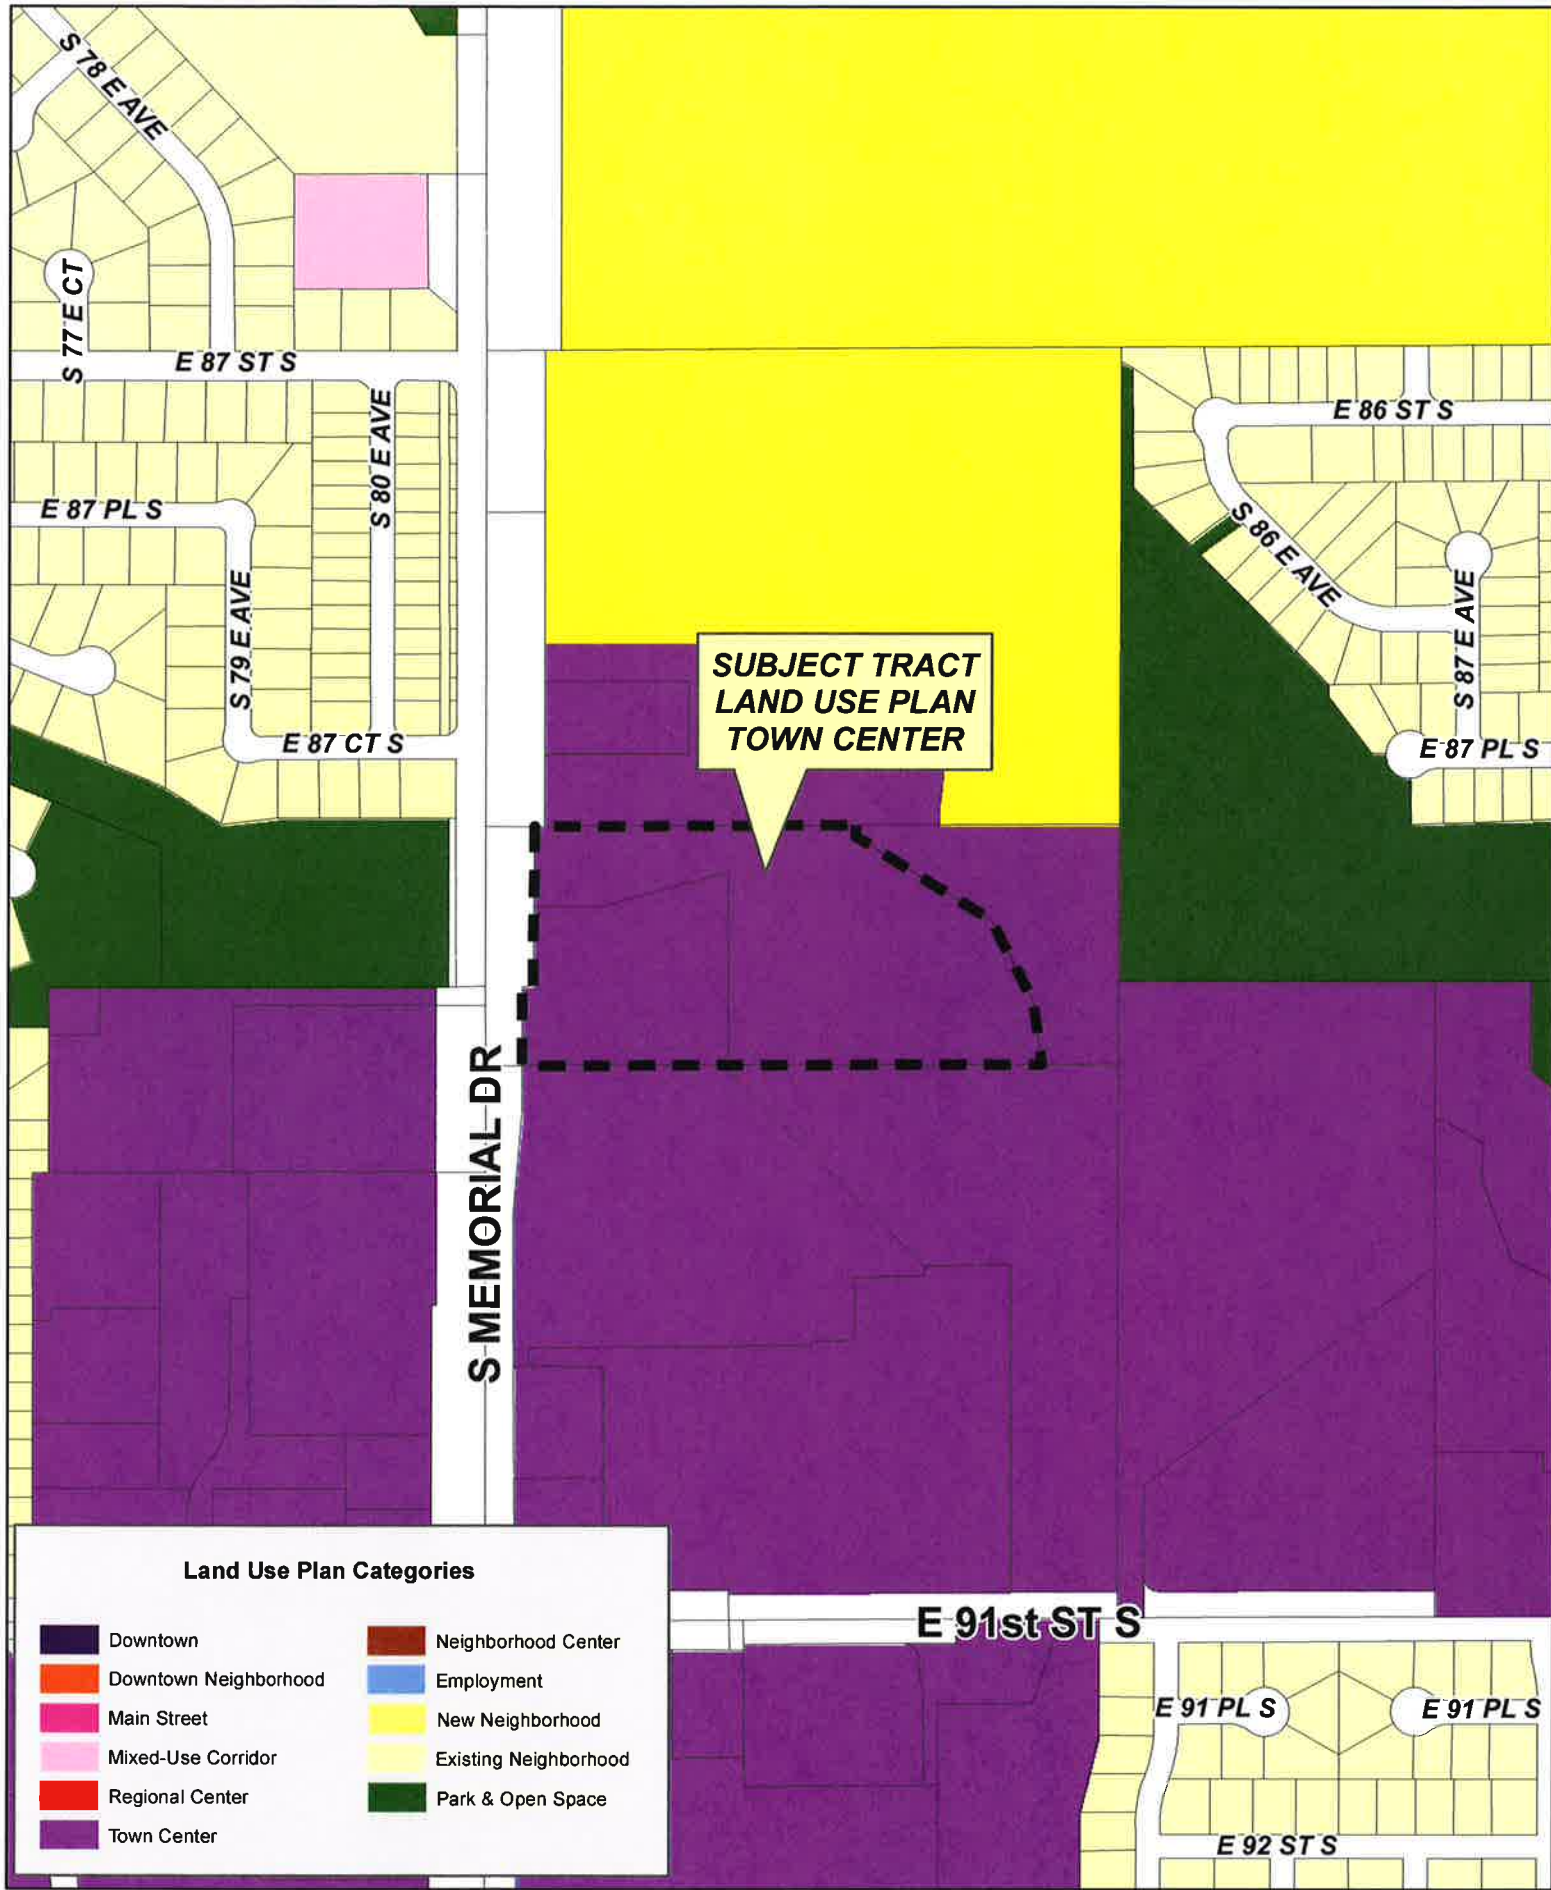 S 78 E AVE
S 77 E CT
E 87 ST S
S 80 E AVE
E 86 ST S
E 87 PL S
S 86 E AVE
S 79 E AVE
S 87 E AVE
SUBJECT TRACT
LAND USE PLAN
TOWN CENTER
E 87 CT S
E 87 PL S
S MEMORIAL DR
E 91st ST S
E 91 PL S
E 91 PL S
E 92 ST S
Land Use Plan Categories
Downtown
Downtown Neighborhood
Main Street
Mixed-Use Corridor
Regional Center
Town Center
Neighborhood Center
Employment
New Neighborhood
Existing Neighborhood
Park & Open Space